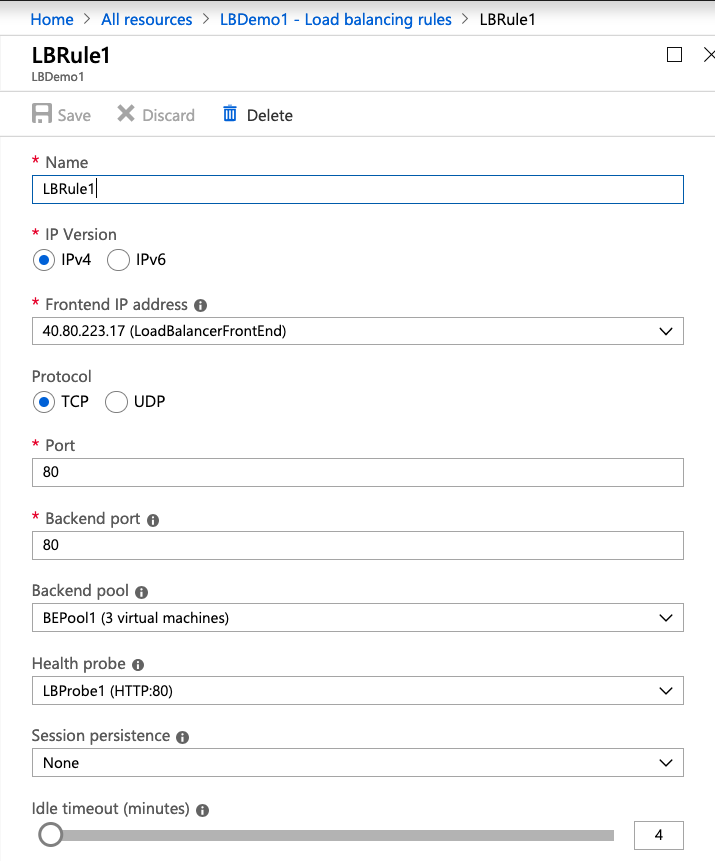 Home > All resources > LBDemo1 - Load balancing rules > LBRule1
LBRule1
LBDemo1
Save Discard Delete
* Name
LBRule1
* IP Version
IPv4 IPv6
* Frontend IP address
40.80.223.17 (LoadBalancerFrontEnd)
Protocol
TCP UDP
* Port
80
* Backend port
80
Backend pool
BEPool1 (3 virtual machines)
Health probe
LBProbe1 (HTTP:80)
Session persistence
None
Idle timeout (minutes)
4